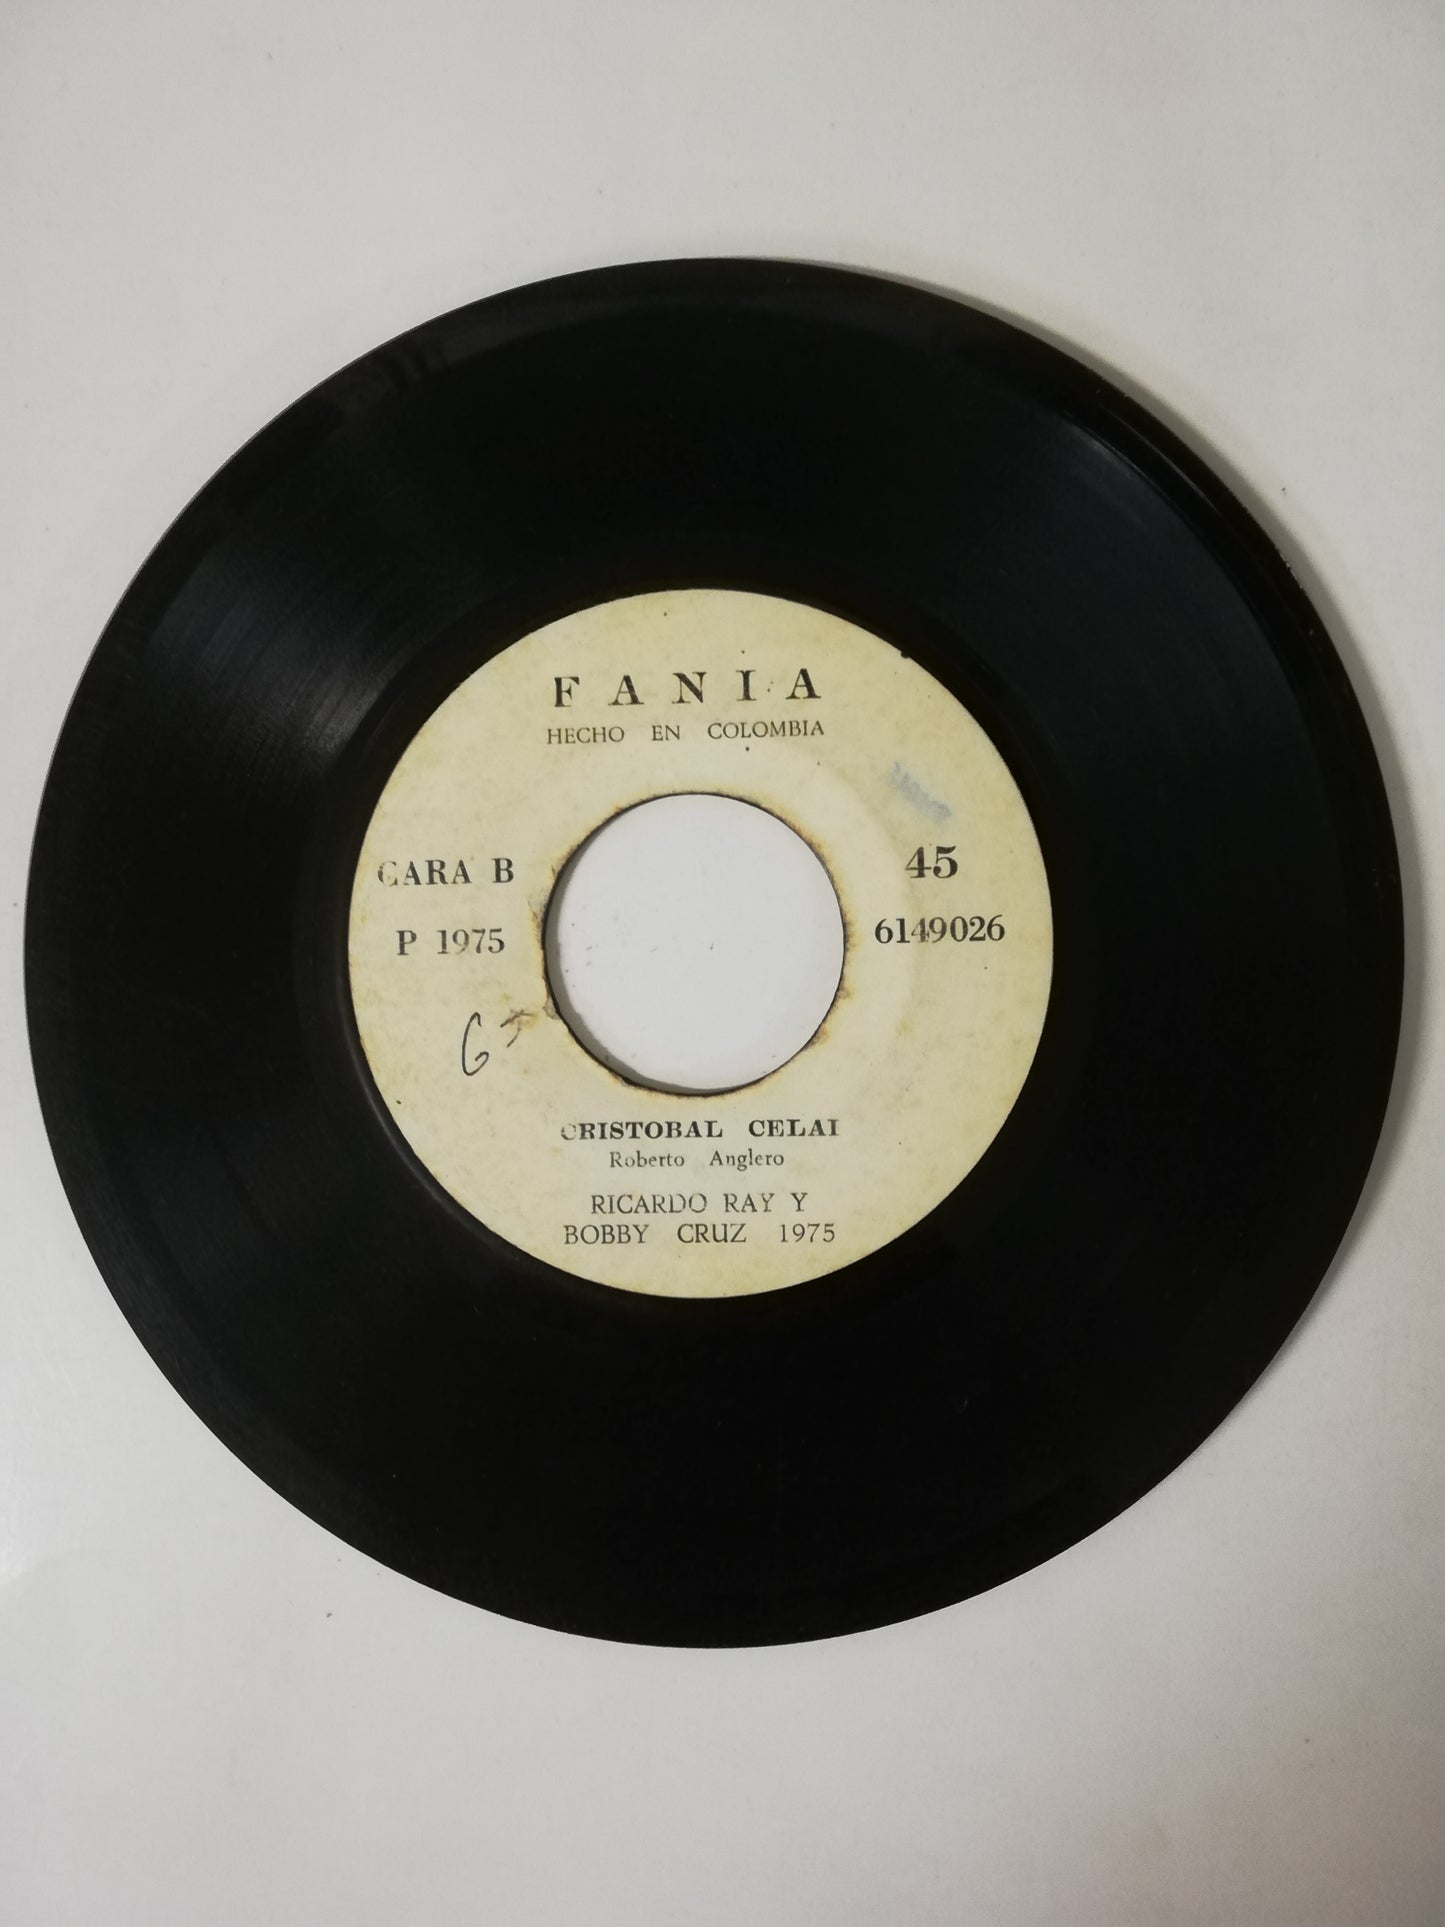 FANIA
HECHO EN COLOMBIA
CARA B
45
P 1975
6149026
CRISTOBAL CELAI
Roberto Anglero
RICARDO RAY Y
BOBBY CRUZ 1975